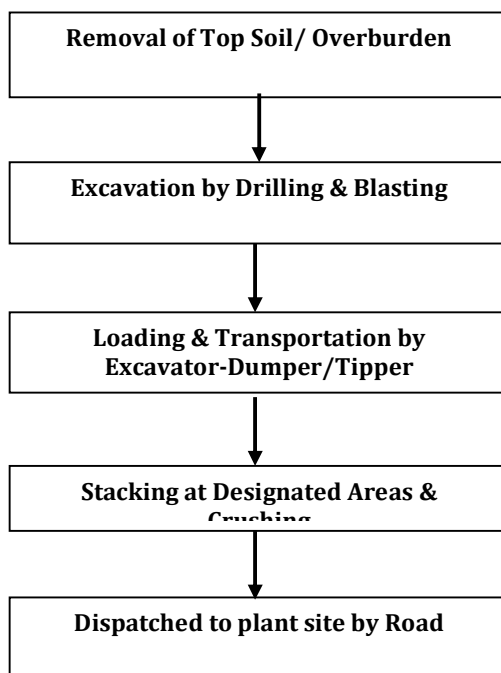 Removal of Top Soil/ Overburden
Excavation by Drilling & Blasting
Loading & Transportation by
Excavator-Dumper/Tipper
Stacking at Designated Areas &
Crushing
Dispatched to plant site by Road